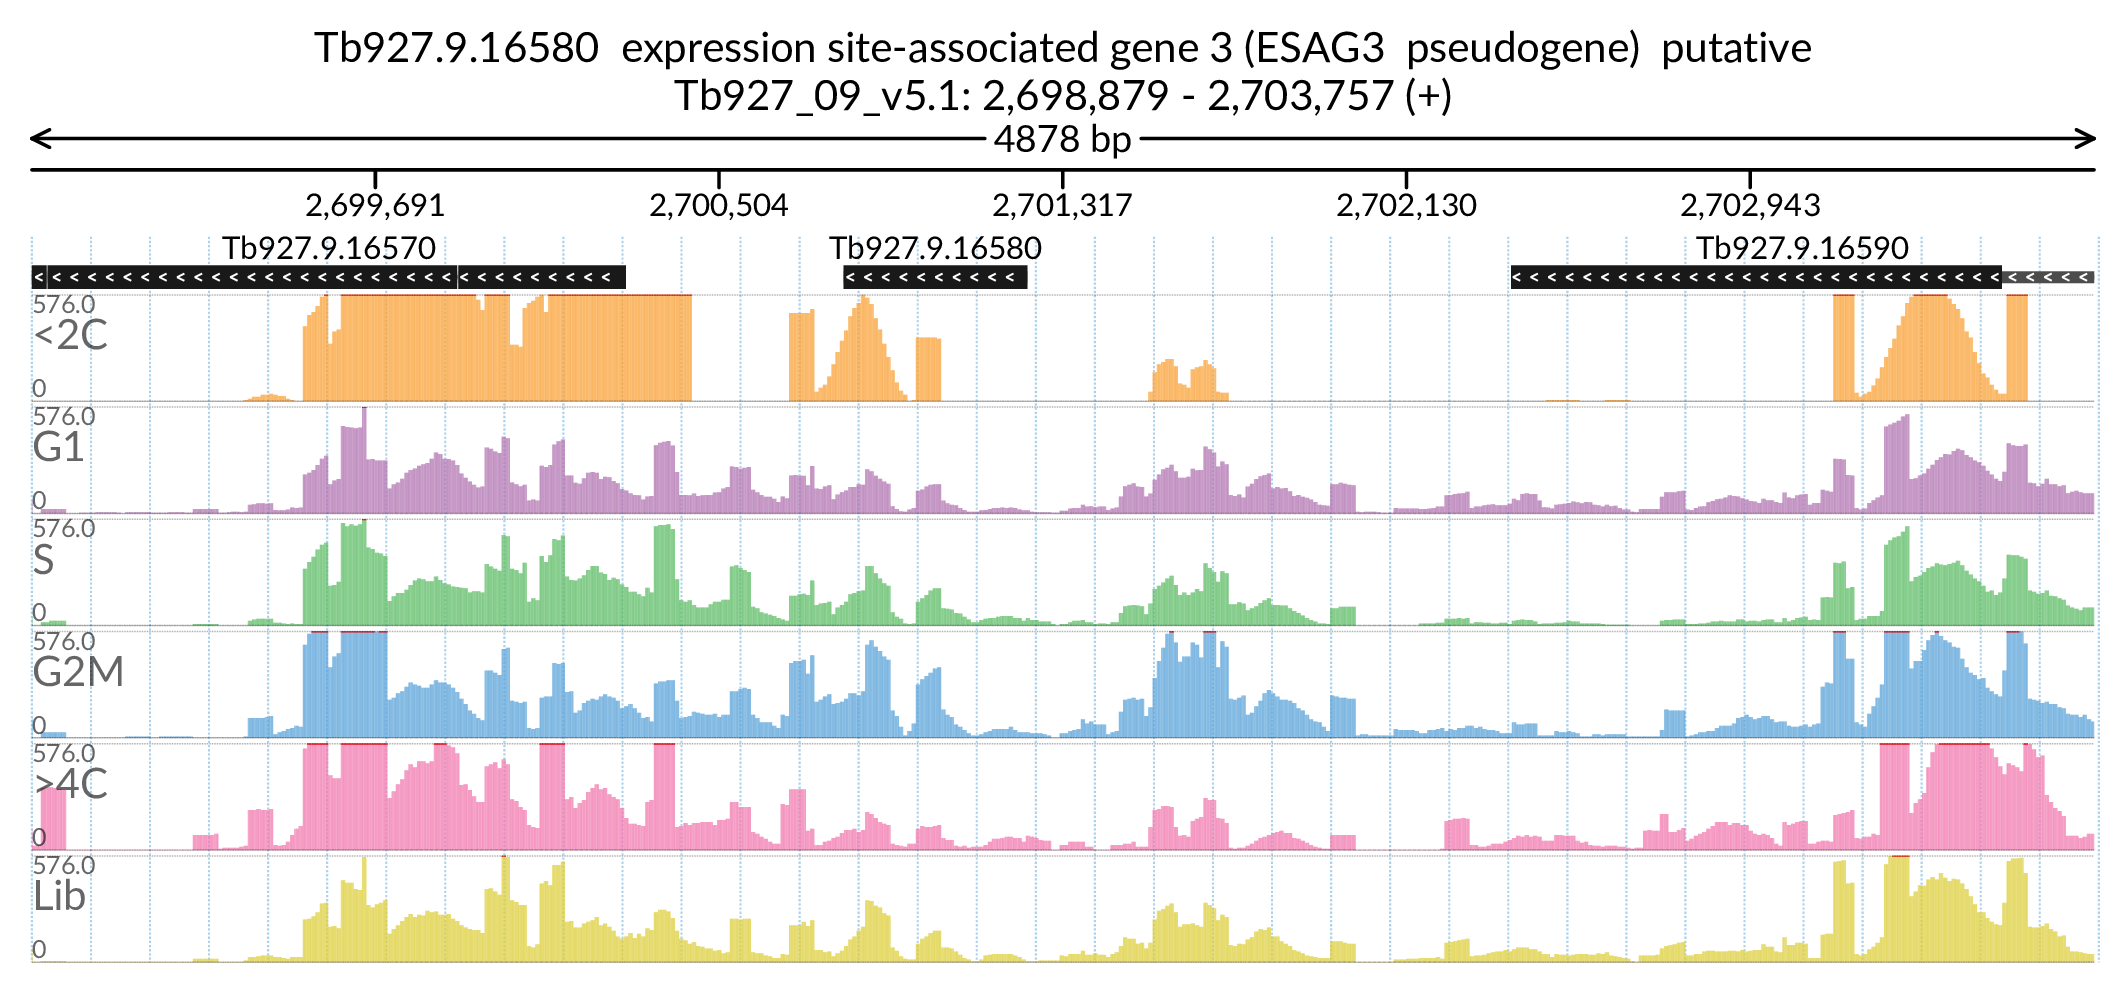 Tb927.9.16580 expression site-associated gene 3 (ESAG3 pseudogene) putative
Tb927_09_v5.1: 2,698,879 - 2,703,757 (+)
4878 bp
2,699,691 2,700,504 2,701,317 2,702,130 2,702,943
Tb927.9.16570 Tb927.9.16580 Tb927.9.16590
576.0
<2C
0
576.0
G1
0
576.0
S
0
576.0
G2M
0
576.0
>4C
0
576.0
Lib
0